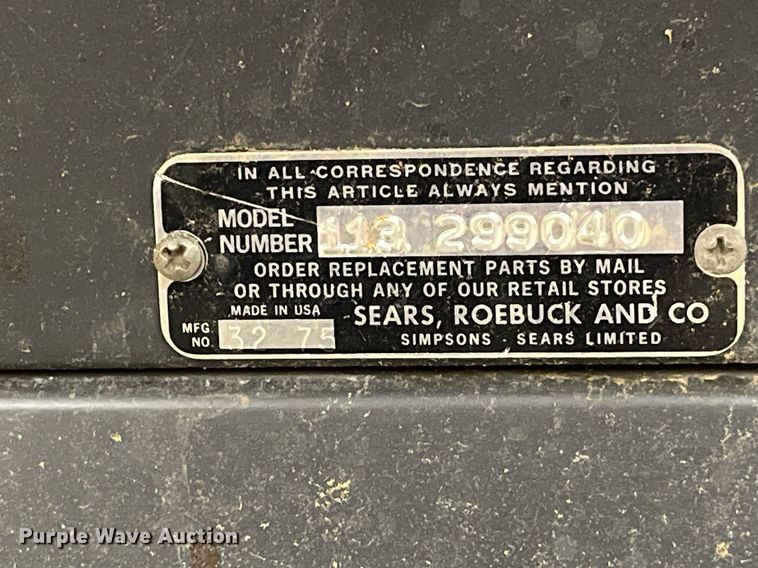 IN ALL CORRESPONDENCE REGARDING
THIS ARTICLE ALWAYS MENTION
MODEL NUMBER 113 299040
ORDER REPLACEMENT PARTS BY MAIL
OR THROUGH ANY OF OUR RETAIL STORES
MADE IN USA
SEARS, ROEBUCK AND CO
MFG. NO. 32 75
SIMPSONS - SEARS LIMITED
Purple Wave Auction